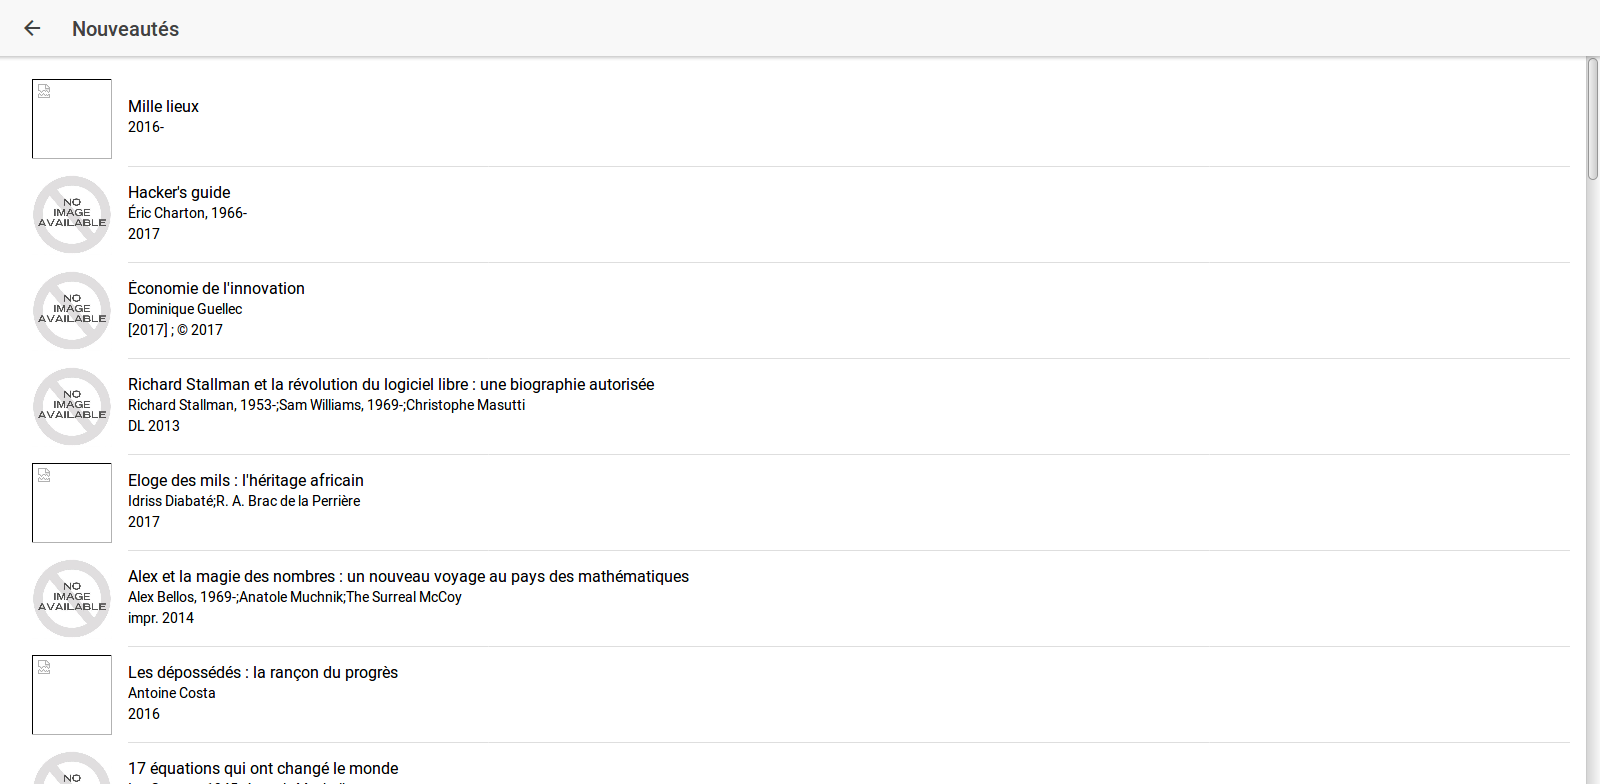 Nouveautés
Mille lieux
2016-
NO
IMAGE
AVAILABLE
Hacker's guide
Éric Charton, 1966-
2017
NO
IMAGE
AVAILABLE
Économie de l'innovation
Dominique Guellec
[2017] ; © 2017
NO
IMAGE
AVAILABLE
Richard Stallman et la révolution du logiciel libre : une biographie autorisée
Richard Stallman, 1953-;Sam Williams, 1969-;Christophe Masutti
DL 2013
Eloge des mils : l'héritage africain
Idriss Diabaté;R. A. Brac de la Perrière
2017
NO
IMAGE
AVAILABLE
Alex et la magie des nombres : un nouveau voyage au pays des mathématiques
Alex Bellos, 1969-;Anatole Muchnik;The Surreal McCoy
impr. 2014
Les dépossédés : la rançon du progrès
Antoine Costa
2016
NO
17 équations qui ont changé le monde